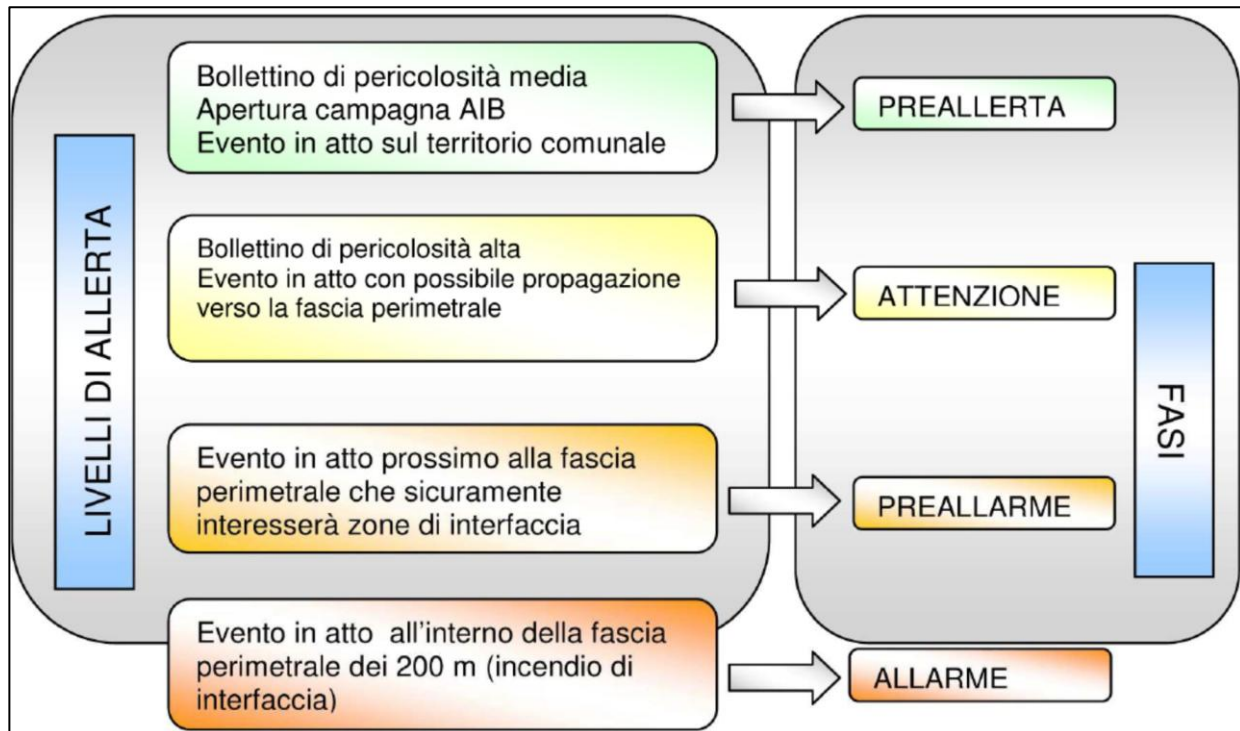 LIVELLI DI ALLERTA
Bollettino di pericolosità media
Apertura campagna AIB
Evento in atto sul territorio comunale
PREALLERTA
Bollettino di pericolosità alta
Evento in atto con possibile propagazione
verso la fascia perimetrale
ATTENZIONE
Evento in atto prossimo alla fascia
perimetrale che sicuramente
interesserà zone di interfaccia
PREALLARME
Evento in atto all'interno della fascia
perimetrale dei 200 m (incendio di
interfaccia)
ALLARME
FASI